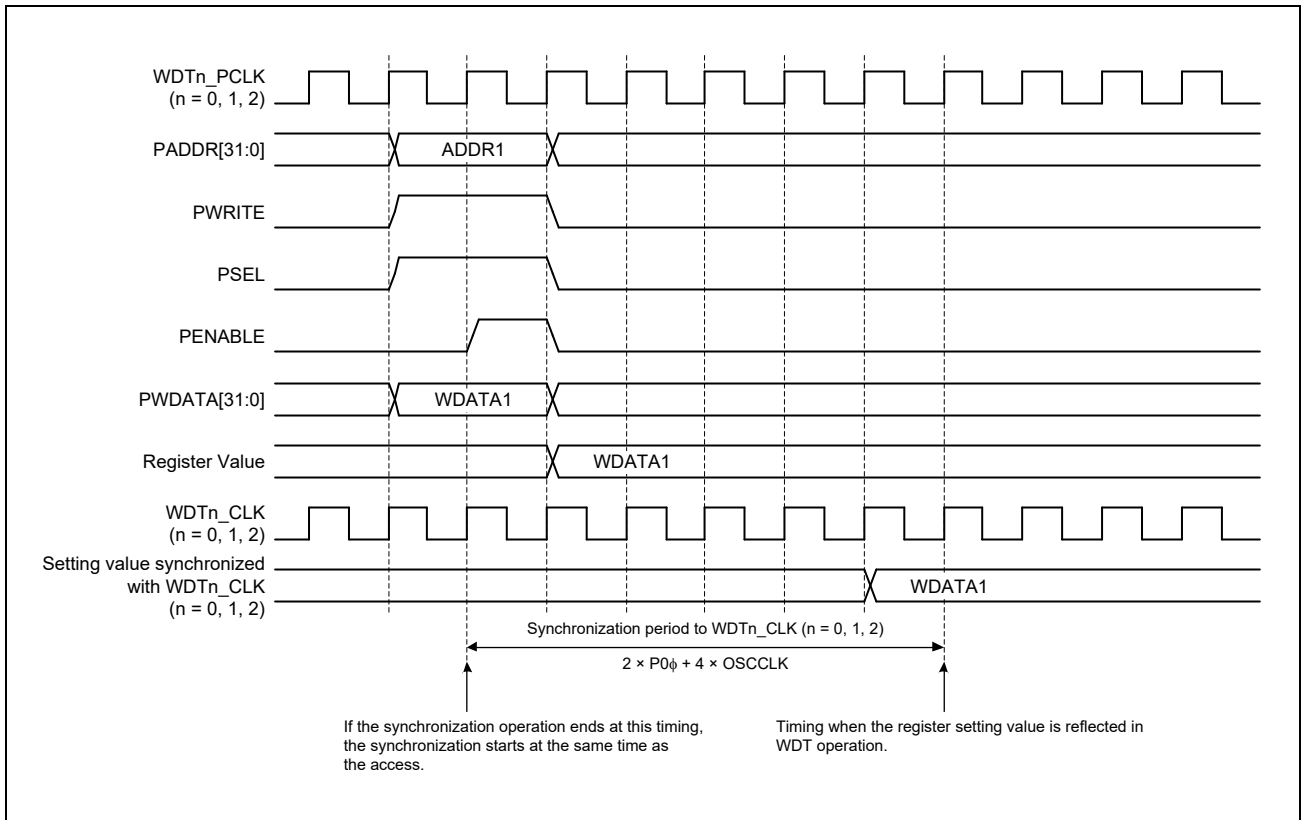 WDTn_PCLK
(n = 0, 1, 2)
PADDR[31:0]
ADDR1
PWRITE
PSEL
PENABLE
PWDATA[31:0]
WDATA1
Register Value
WDATA1
WDTn_CLK
(n = 0, 1, 2)
Setting value synchronized
with WDTn_CLK
(n = 0, 1, 2)
WDATA1
Synchronization period to WDTn_CLK (n = 0, 1, 2)
2 × P0ϕ + 4 × OSCCLK
If the synchronization operation ends at this timing,
the synchronization starts at the same time as
the access.
Timing when the register setting value is reflected in
WDT operation.